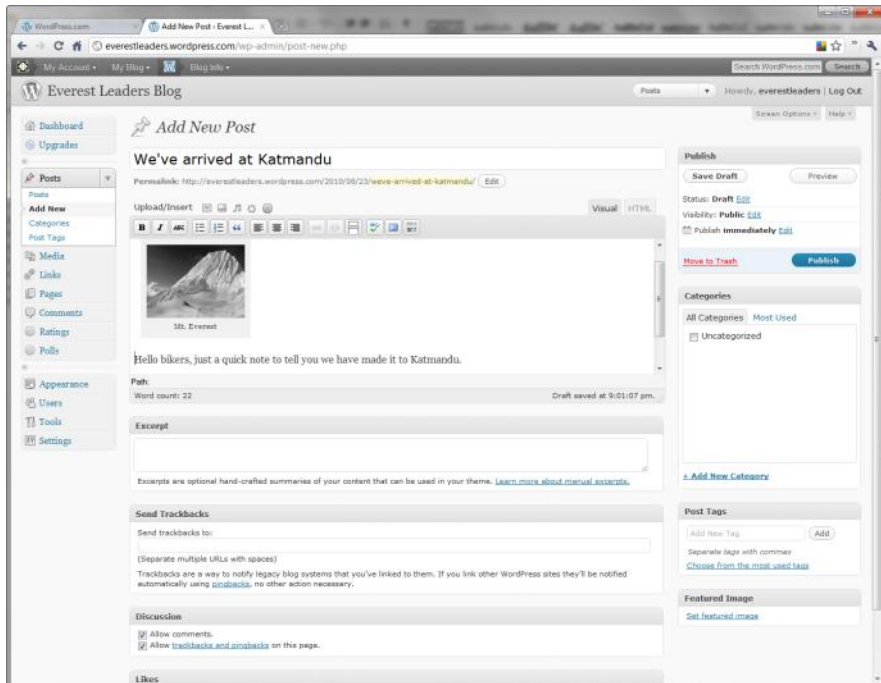 WordPress.com
Add New Post ‹ Everest L...
everestleaders.wordpress.com/wp-admin/post-new.php
My Account
My Blog
Blog Info
Search WordPress.com
Search
Everest Leaders Blog
Posts
Howdy, everestleaders | Log Out
Screen Options
Help
Dashboard
Upgrades
Posts
Posts
Add New
Categories
Post Tags
Media
Links
Pages
Comments
Ratings
Polls
Appearance
Users
Tools
Settings
Add New Post
We've arrived at Katmandu
Permalink: http://everestleaders.wordpress.com/2010/08/23/weve-arrived-at-katmandu/ Edit
Upload/Insert
Visual
HTML
B I ABC
Mt. Everest
Hello bikers, just a quick note to tell you we have made it to Katmandu.
Path:
Word count: 22
Draft saved at 9:01:07 pm.
Excerpt
Excerpts are optional hand-crafted summaries of your content that can be used in your theme. Learn more about manual excerpts.
Send Trackbacks
Send trackbacks to:
(Separate multiple URLs with spaces)
Trackbacks are a way to notify legacy blog systems that you've linked to them. If you link other WordPress sites they'll be notified
automatically using pingbacks, no other action necessary.
Discussion
Allow comments.
Allow trackbacks and pingbacks on this page.
Likes
Publish
Save Draft
Preview
Status: Draft Edit
Visibility: Public Edit
Publish immediately Edit
Move to Trash
Publish
Categories
All Categories
Most Used
Uncategorized
+ Add New Category
Post Tags
Add New Tag
Add
Separate tags with commas
Choose from the most used tags
Featured Image
Set featured image